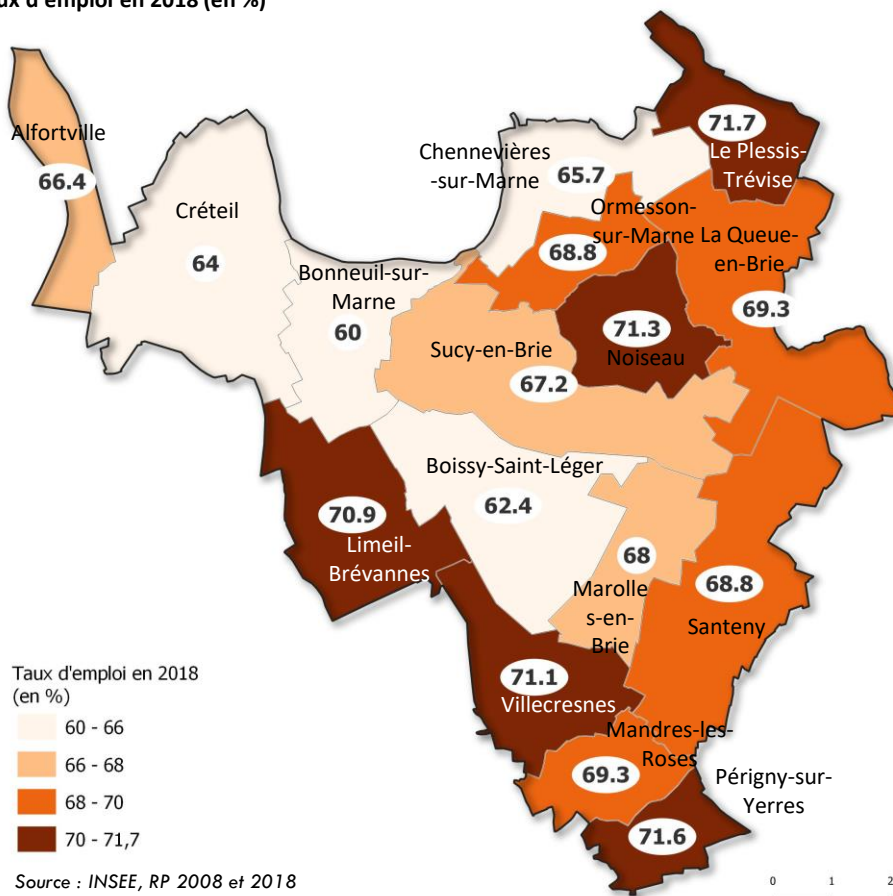 d'emploi en 2018 (en %)
Alfortville
66.4
Créteil
64
Chennevières
-sur-Marne
65.7
71.7
Le Plessis-
Trévise
Ormesson-
sur-Marne
68.8
La Queue-
en-Brie
69.3
Bonneuil-sur-
Marne
60
71.3
Noiseau
Sucy-en-Brie
67.2
Boissy-Saint-Léger
62.4
70.9
Limeil-
Brévannes
68
Marolle
s-en-
Brie
68.8
Santeny
71.1
Villecresnes
Mandres-les-
Roses
69.3
Périgny-sur-
Yerres
71.6
Taux d'emploi en 2018
(en %)
60 - 66
66 - 68
68 - 70
70 - 71,7
Source : INSEE, RP 2008 et 2018
0 1 2